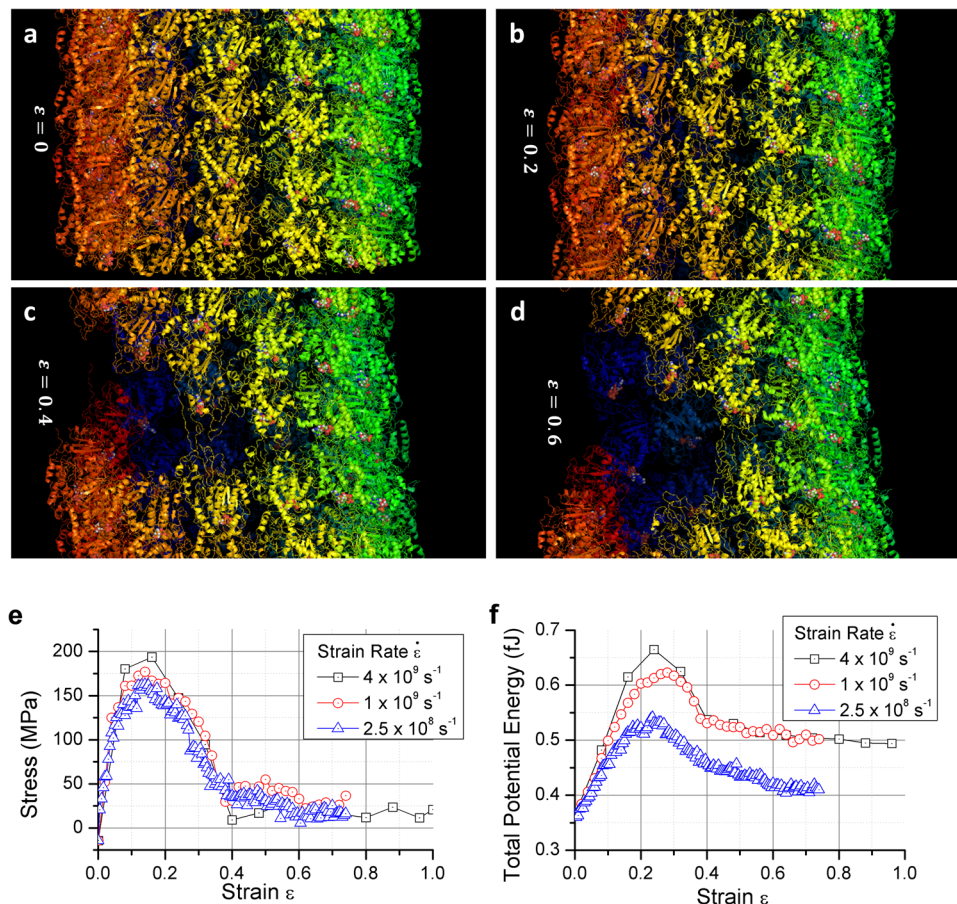 a
ε = 0
b
ε = 0.2
c
ε = 0.4
d
ε = 0.6
e
Stress (MPa)
200
150
100
50
0
0.0 0.2 0.4 0.6 0.8 1.0
Strain ε
Strain Rate ε̇
4 x 10⁹ s⁻¹
1 x 10⁹ s⁻¹
2.5 x 10⁸ s⁻¹
f
Total Potential Energy (fJ)
0.7
0.6
0.5
0.4
0.3
0.0 0.2 0.4 0.6 0.8 1.0
Strain ε
Strain Rate ε̇
4 x 10⁹ s⁻¹
1 x 10⁹ s⁻¹
2.5 x 10⁸ s⁻¹